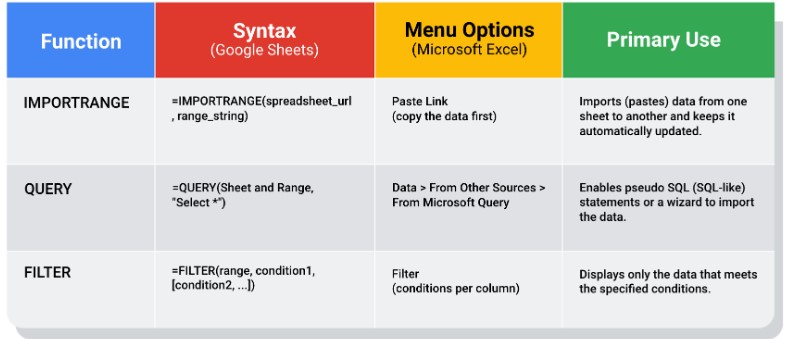 Function
Syntax
(Google Sheets)
Menu Options
(Microsoft Excel)
Primary Use
IMPORTRANGE
=IMPORTRANGE(spreadsheet_url
, range_string)
Paste Link
(copy the data first)
Imports (pastes) data from one
sheet to another and keeps it
automatically updated.
QUERY
=QUERY(Sheet and Range,
"Select *")
Data > From Other Sources >
From Microsoft Query
Enables pseudo SQL (SQL-like)
statements or a wizard to import
the data.
FILTER
=FILTER(range, condition1,
[condition2, ...])
Filter
(conditions per column)
Displays only the data that meets
the specified conditions.